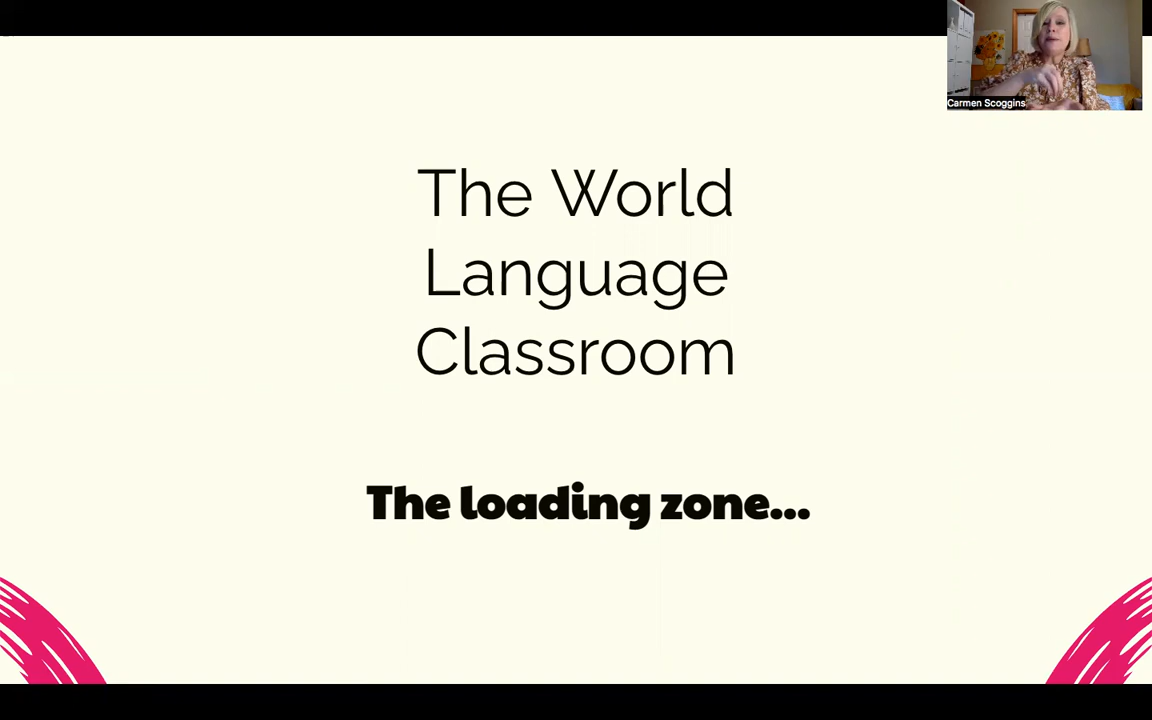 Carmen Scoggins
The World
Language
Classroom
The loading zone...